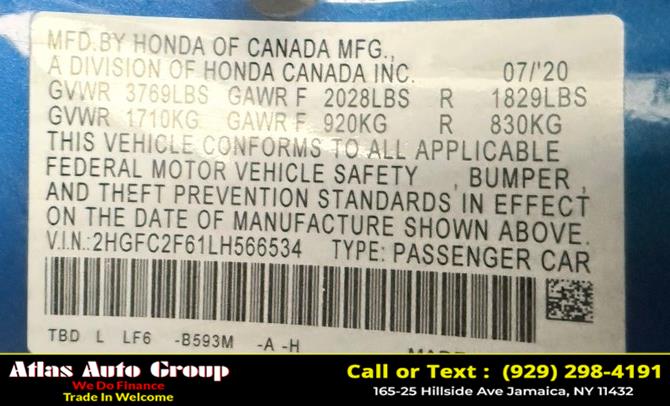 MFD.BY HONDA OF CANADA MFG.,
A DIVISION OF HONDA CANADA INC. 07/'20
GVWR 3769LBS GAWR F 2028LBS R 1829LBS
GVWR 1710KG GAWR F 920KG R 830KG
THIS VEHICLE CONFORMS TO ALL APPLICABLE
FEDERAL MOTOR VEHICLE SAFETY , BUMPER ,
AND THEFT PREVENTION STANDARDS IN EFFECT
ON THE DATE OF MANUFACTURE SHOWN ABOVE.
V.I.N.:2HGFC2F61LH566534 TYPE: PASSENGER CAR
TBD L LF6 -B593M -A -H
Atlas Auto Group
We Do Finance
Trade In Welcome
Call or Text : (929) 298-4191
165-25 Hillside Ave Jamaica, NY 11432